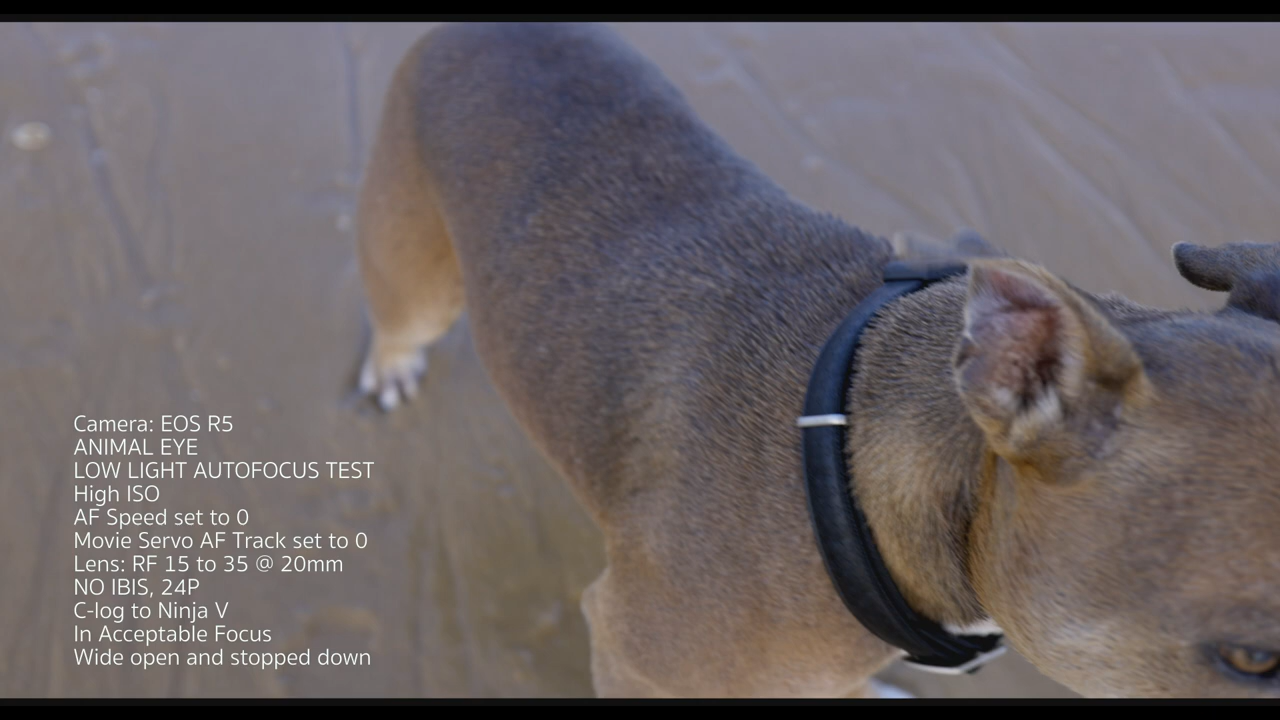 Camera: EOS R5
ANIMAL EYE
LOW LIGHT AUTOFOCUS TEST
High ISO
AF Speed set to 0
Movie Servo AF Track set to 0
Lens: RF 15 to 35 @ 20mm
NO IBIS, 24P
C-log to Ninja V
In Acceptable Focus
Wide open and stopped down